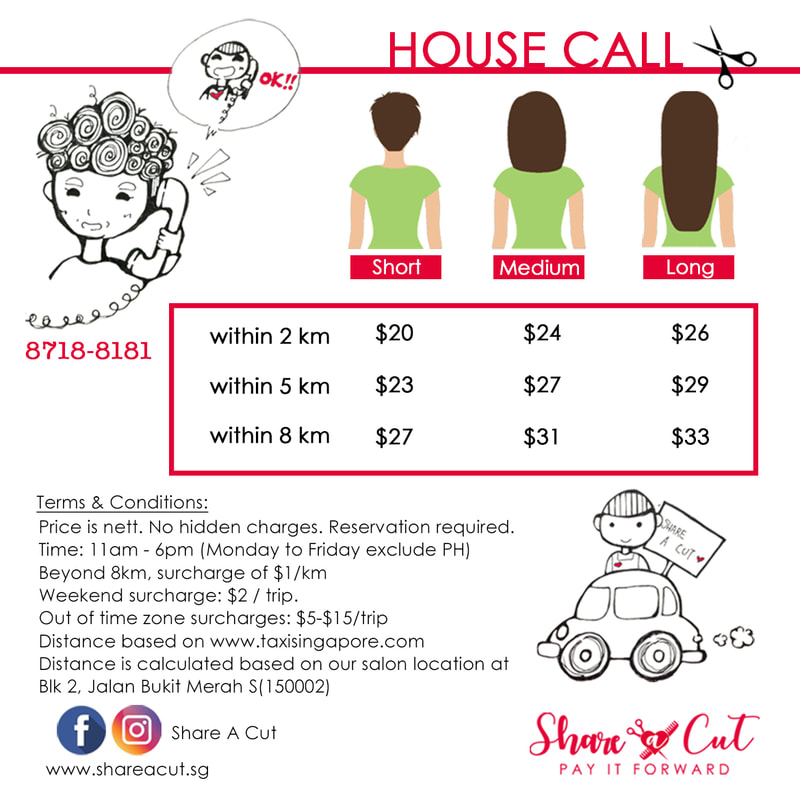 HOUSE CALL
OK!!
Short Medium Long
8718-8181
within 2 km $20 $24 $26
within 5 km $23 $27 $29
within 8 km $27 $31 $33
Terms & Conditions:
Price is nett. No hidden charges. Reservation required.
Time: 11am - 6pm (Monday to Friday exclude PH)
Beyond 8km, surcharge of $1/km
Weekend surcharge: $2 / trip.
Out of time zone surcharges: $5-$15/trip
Distance based on www.taxisingapore.com
Distance is calculated based on our salon location at
Blk 2, Jalan Bukit Merah S(150002)
SHARE
A CUT
Share A Cut
www.shareacut.sg
Share a Cut
PAY IT FORWARD